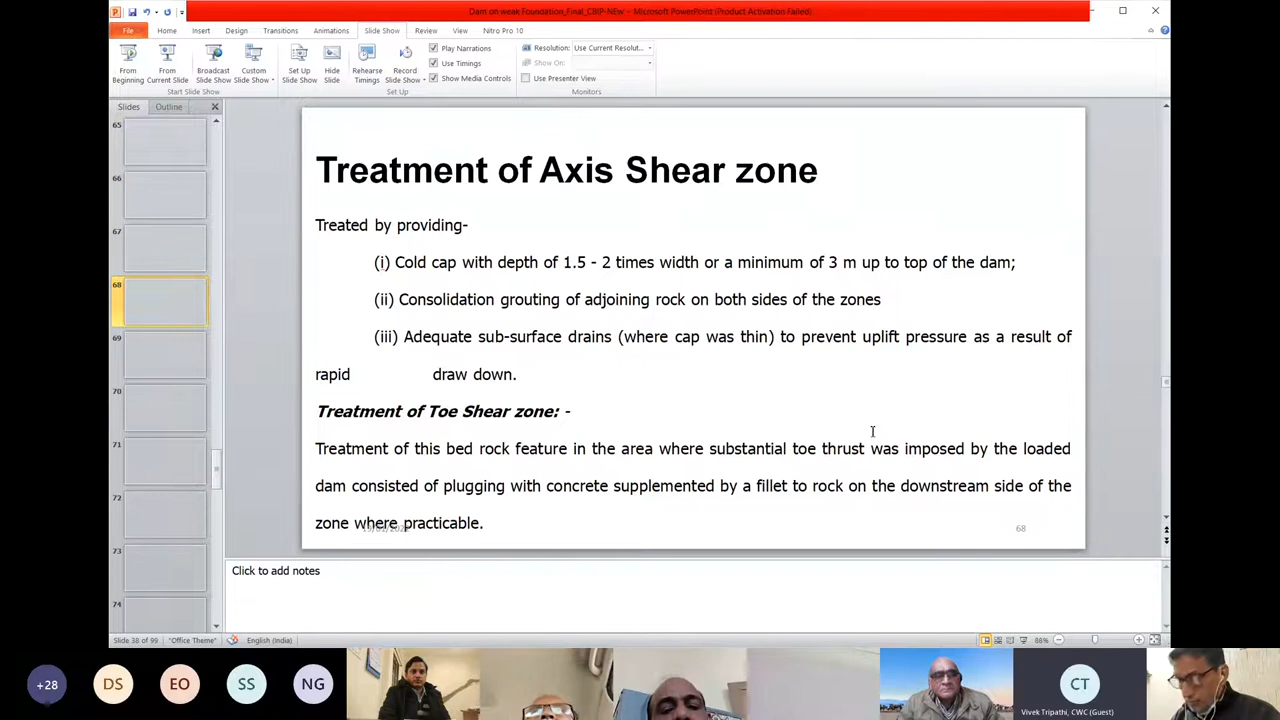 Dam on weak Foundation_Final_CBIP-NEw - Microsoft PowerPoint (Product Activation Failed)
File Home Insert Design Transitions Animations Slide Show Review View Nitro Pro 10
From Beginning
From Current Slide
Broadcast Slide Show
Custom Slide Show
Start Slide Show
Set Up Slide Show
Hide Slide
Rehearse Timings
Record Slide Show
Play Narrations
Use Timings
Show Media Controls
Set Up
Resolution: Use Current Resolut...
Show On:
Use Presenter View
Monitors
Slides Outline
65
66
67
68
69
70
71
72
73
74
Treatment of Axis Shear zone
Treated by providing-
(i) Cold cap with depth of 1.5 - 2 times width or a minimum of 3 m up to top of the dam;
(ii) Consolidation grouting of adjoining rock on both sides of the zones
(iii) Adequate sub-surface drains (where cap was thin) to prevent uplift pressure as a result of
rapid draw down.
Treatment of Toe Shear zone: -
Treatment of this bed rock feature in the area where substantial toe thrust was imposed by the loaded
dam consisted of plugging with concrete supplemented by a fillet to rock on the downstream side of the
zone where practicable.
68
Click to add notes
Slide 38 of 99 "Office Theme" English (India) 88%
+28 DS EO SS NG CT
Vivek Tripathi, CWC (Guest)